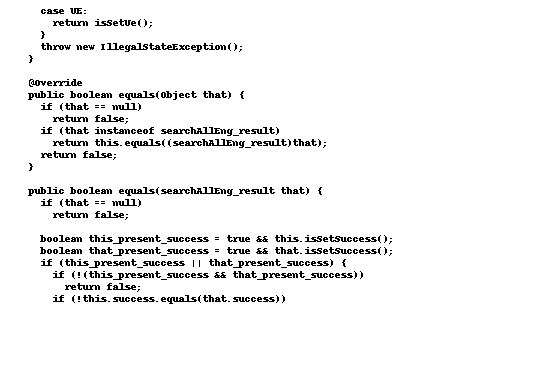 case UE:
return isSetUe();
}
throw new IllegalStateException();
}
@Override
public boolean equals(Object that) {
if (that == null)
return false;
if (that instanceof searchAllEng_result)
return this.equals((searchAllEng_result)that);
return false;
}
public boolean equals(searchAllEng_result that) {
if (that == null)
return false;
boolean this_present_success = true && this.isSetSuccess();
boolean that_present_success = true && that.isSetSuccess();
if (this_present_success || that_present_success) {
if (!(this_present_success && that_present_success))
return false;
if (!this.success.equals(that.success))